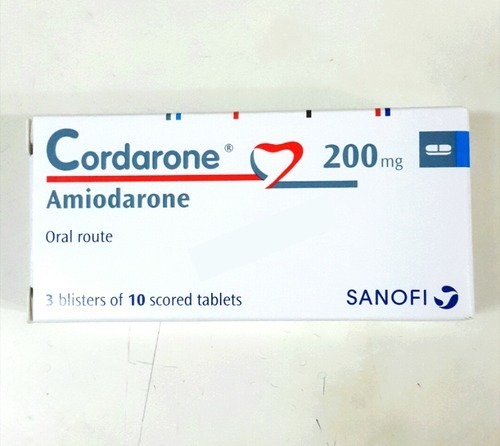 Cordarone® 200 mg
Amiodarone
Oral route
3 blisters of 10 scored tablets
SANOFI